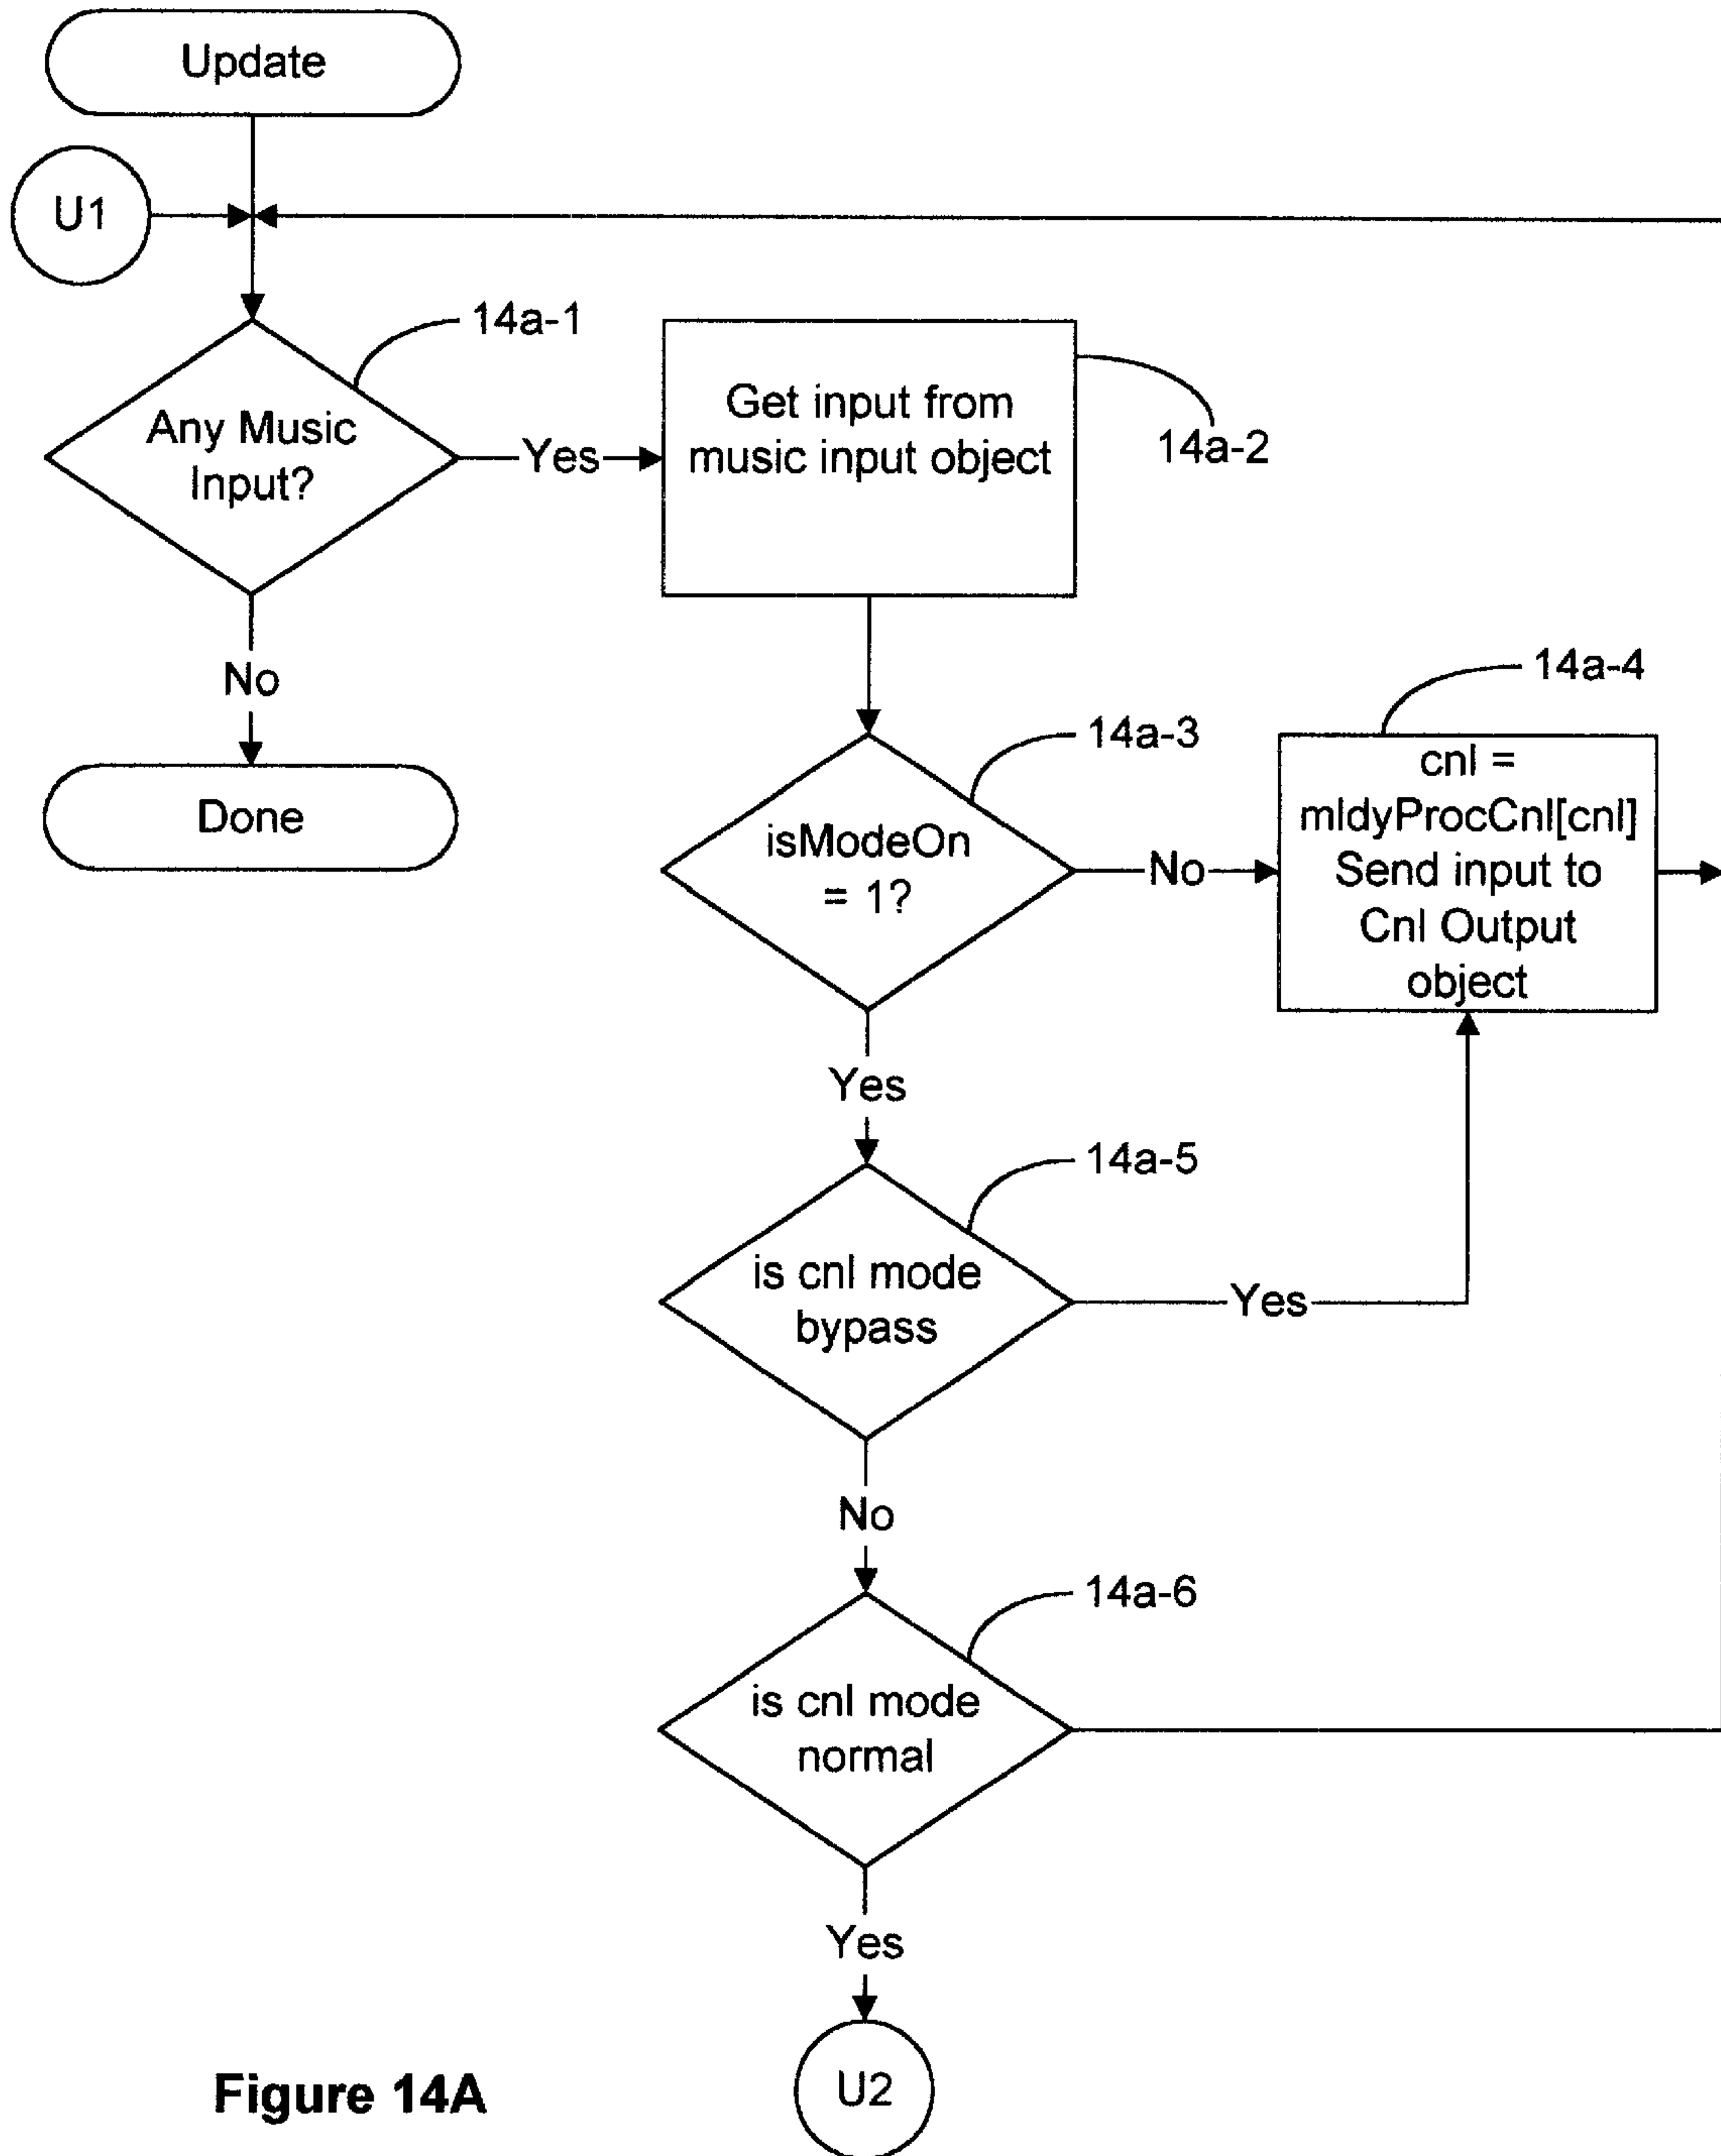 Update
U1
14a-1
Any Music
Input?
Yes
Get input from
music input object
14a-2
No
Done
14a-3
isModeOn
= 1?
No
14a-4
cnl =
mldyProcCnl[cnl]
Send input to
Cnl Output
object
Yes
14a-5
is cnl mode
bypass
Yes
No
14a-6
is cnl mode
normal
Yes
U2
Figure 14A